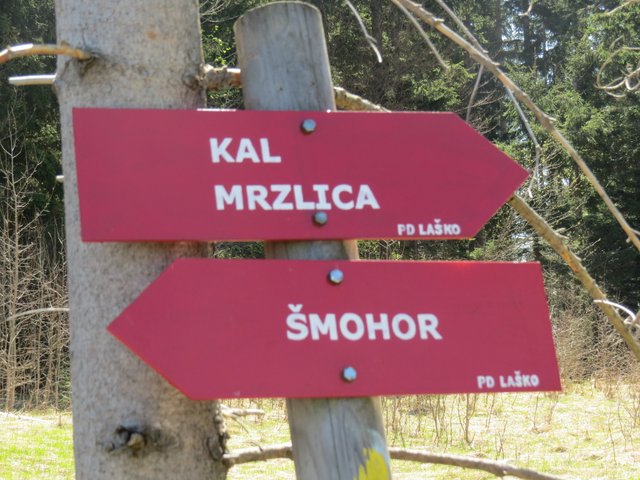 KAL
MRZLICA
PD LAŠKO
ŠMOHOR
PD LAŠKO